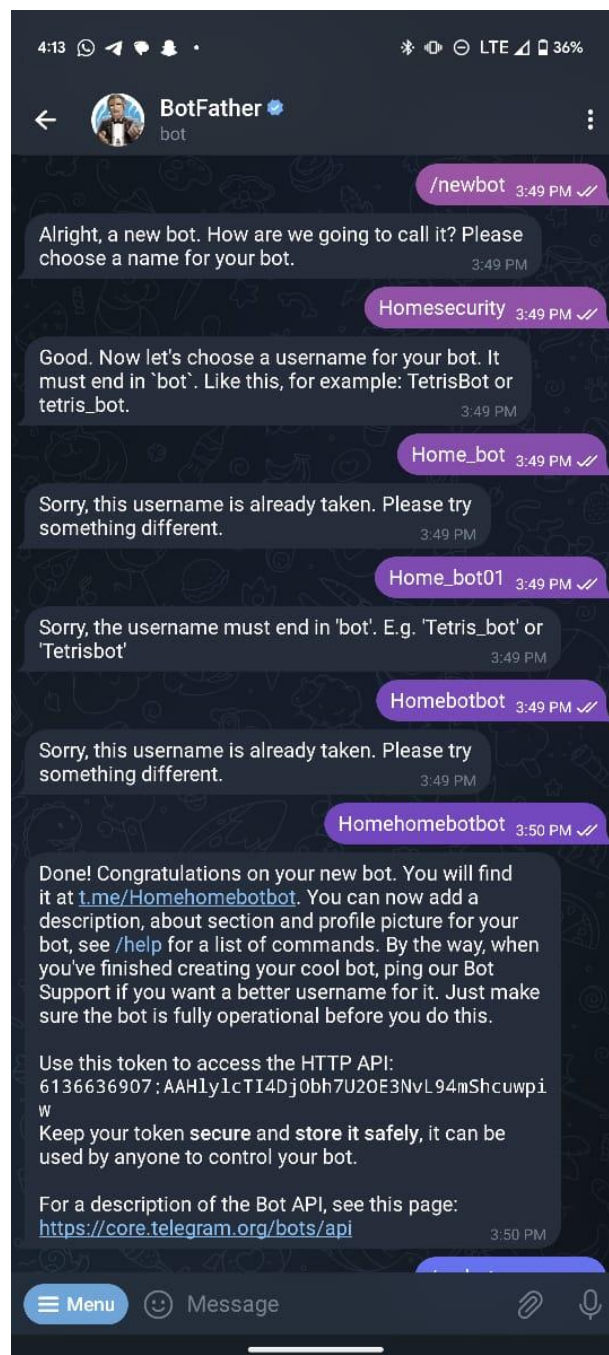 4:13 LTE 36%
BotFather
bot
/newbot 3:49 PM
Alright, a new bot. How are we going to call it? Please
choose a name for your bot. 3:49 PM
Homesecurity 3:49 PM
Good. Now let's choose a username for your bot. It
must end in `bot`. Like this, for example: TetrisBot or
tetris_bot. 3:49 PM
Home_bot 3:49 PM
Sorry, this username is already taken. Please try
something different. 3:49 PM
Home_bot01 3:49 PM
Sorry, the username must end in 'bot'. E.g. 'Tetris_bot' or
'Tetrisbot' 3:49 PM
Homebotbot 3:49 PM
Sorry, this username is already taken. Please try
something different. 3:49 PM
Homehomebotbot 3:50 PM
Done! Congratulations on your new bot. You will find
it at t.me/Homehomebotbot. You can now add a
description, about section and profile picture for your
bot, see /help for a list of commands. By the way, when
you've finished creating your cool bot, ping our Bot
Support if you want a better username for it. Just make
sure the bot is fully operational before you do this.
Use this token to access the HTTP API:
Keep your token secure and store it safely, it can be
used by anyone to control your bot.
For a description of the Bot API, see this page:
https://core.telegram.org/bots/api 3:50 PM
Menu Message